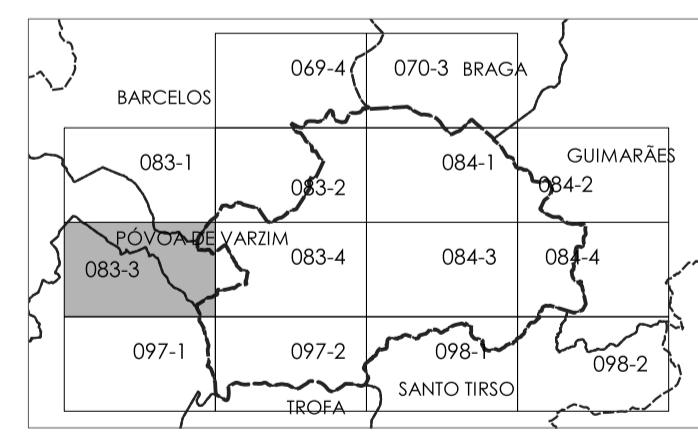 069-4
070-3 BRAGA
BARCELOS
083-1
084-1
GUIMARÃES
083-2
084-2
PÓVOA DE VARZIM
083-3
083-4
084-3
084-4
097-1
097-2
098-1
098-2
SANTO TIRSO
TROFA